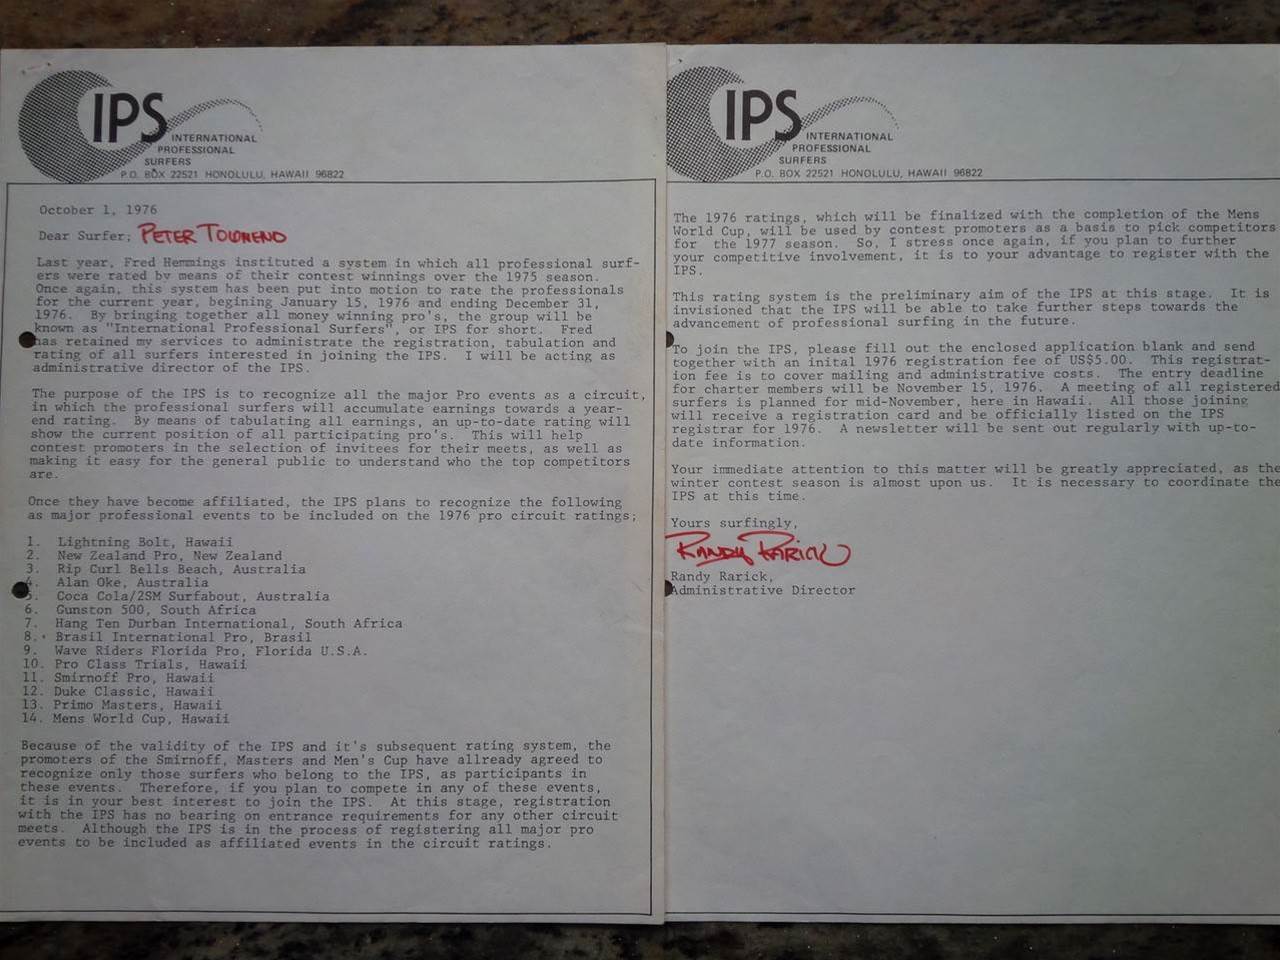 IPS
INTERNATIONAL
PROFESSIONAL
SURFERS
P.O. BOX 22521 HONOLULU, HAWAII 96822
October 1, 1976
Dear Surfer; PETER TOWNEND
Last year, Fred Hemmings instituted a system in which all professional surf-
ers were rated by means of their contest winnings over the 1975 season.
Once again, this system has been put into motion to rate the professionals
for the current year, begining January 15, 1976 and ending December 31,
1976. By bringing together all money winning pro's, the group will be
known as "International Professional Surfers", or IPS for short. Fred
has retained my services to administrate the registration, tabulation and
rating of all surfers interested in joining the IPS. I will be acting as
administrative director of the IPS.
The purpose of the IPS is to recognize all the major Pro events as a circuit,
in which the professional surfers will accumulate earnings towards a year-
end rating. By means of tabulating all earnings, an up-to-date rating will
show the current position of all participating pro's. This will help
contest promoters in the selection of invitees for their meets, as well as
making it easy for the general public to understand who the top competitors
are.
Once they have become affiliated, the IPS plans to recognize the following
as major professional events to be included on the 1976 pro circuit ratings;
1. Lightning Bolt, Hawaii
2. New Zealand Pro, New Zealand
3. Rip Curl Bells Beach, Australia
4. Alan Oke, Australia
5. Coca Cola/2SM Surfabout, Australia
6. Gunston 500, South Africa
7. Hang Ten Durban International, South Africa
8. Brasil International Pro, Brasil
9. Wave Riders Florida Pro, Florida U.S.A.
10. Pro Class Trials, Hawaii
11. Smirnoff Pro, Hawaii
12. Duke Classic, Hawaii
13. Primo Masters, Hawaii
14. Mens World Cup, Hawaii
Because of the validity of the IPS and it's subsequent rating system, the
promoters of the Smirnoff, Masters and Men's Cup have allready agreed to
recognize only those surfers who belong to the IPS, as participants in
these events. Therefore, if you plan to compete in any of these events,
it is in your best interest to join the IPS. At this stage, registration
with the IPS has no bearing on entrance requirements for any other circuit
meets. Although the IPS is in the process of registering all major pro
events to be included as affiliated events in the circuit ratings.
IPS
INTERNATIONAL
PROFESSIONAL
SURFERS
P.O. BOX 22521 HONOLULU, HAWAII 96822
The 1976 ratings, which will be finalized with the completion of the Mens
World Cup, will be used by contest promoters as a basis to pick competitors
for the 1977 season. So, I stress once again, if you plan to further
your competitive involvement, it is to your advantage to register with the
IPS.
This rating system is the preliminary aim of the IPS at this stage. It is
invisioned that the IPS will be able to take further steps towards the
advancement of professional surfing in the future.
To join the IPS, please fill out the enclosed application blank and send
together with an inital 1976 registration fee of US$5.00. This registrat-
ion fee is to cover mailing and administrative costs. The entry deadline
for charter members will be November 15, 1976. A meeting of all registered
surfers is planned for mid-November, here in Hawaii. All those joining
will receive a registration card and be officially listed on the IPS
registrar for 1976. A newsletter will be sent out regularly with up-to-
date information.
Your immediate attention to this matter will be greatly appreciated, as the
winter contest season is almost upon us. It is necessary to coordinate the
IPS at this time.
Yours surfingly,
RANDY RARICK
Randy Rarick,
Administrative Director